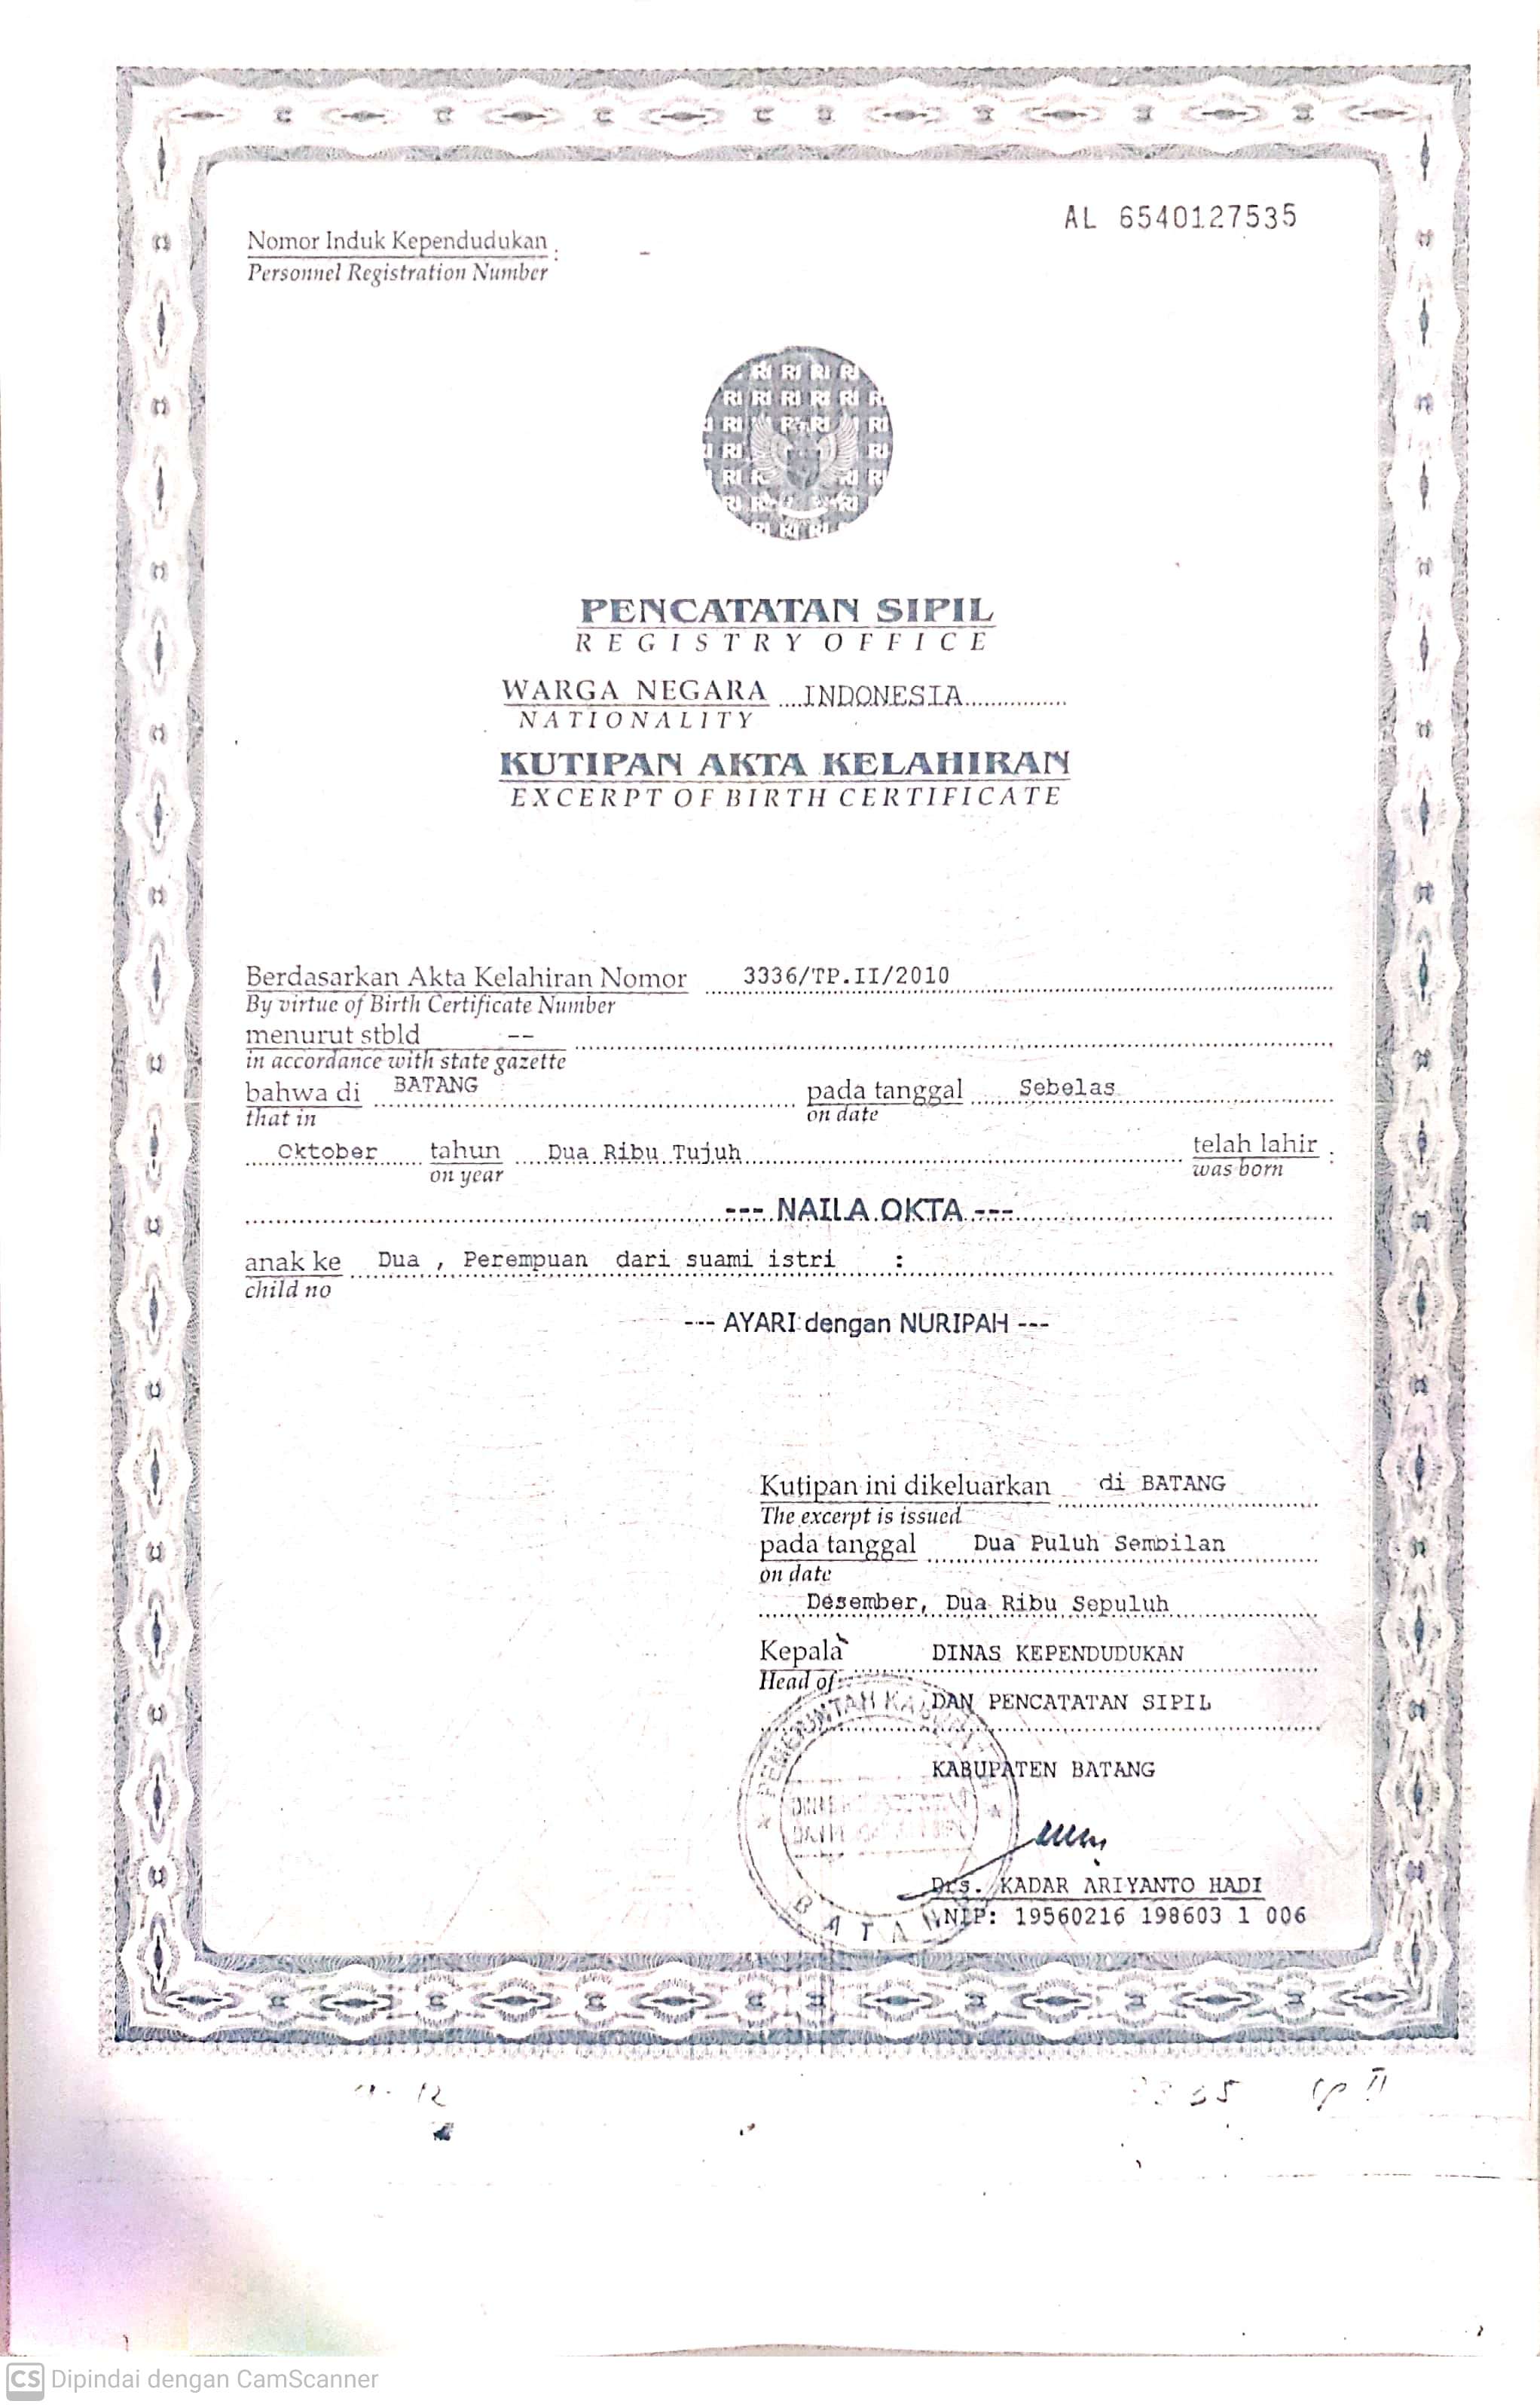 AL 6540127535
Nomor Induk Kependudukan : -
Personnel Registration Number
PENCATATAN SIPIL
REGISTRY OFFICE
WARGA NEGARA INDONESIA
NATIONALITY
KUTIPAN AKTA KELAHIRAN
EXCERPT OF BIRTH CERTIFICATE
Berdasarkan Akta Kelahiran Nomor 3336/TP.II/2010
By virtue of Birth Certificate Number
menurut stbld --
in accordance with state gazette
bahwa di BATANG pada tanggal Sebelas
that in on date
Oktober tahun Dua Ribu Tujuh telah lahir :
on year was born
--- NAILA OKTA ---
anak ke Dua , Perempuan dari suami istri :
child no
--- AYARI dengan NURIPAH ---
Kutipan ini dikeluarkan di BATANG
The excerpt is issued
pada tanggal Dua Puluh Sembilan
on date
Desember, Dua Ribu Sepuluh
Kepala DINAS KEPENDUDUKAN
Head of
DAN PENCATATAN SIPIL
KABUPATEN BATANG
PEMERINTAH
BATANG
Drs. KADAR ARIYANTO HADI
NIP: 19560216 198603 1 006
CS Dipindai dengan CamScanner